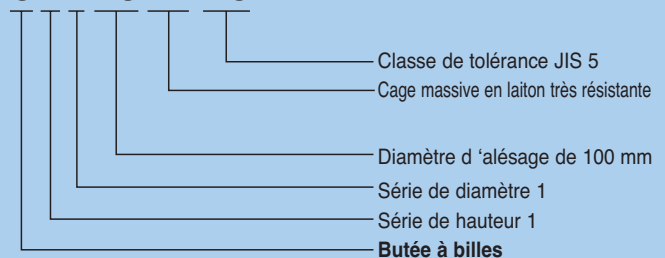 Classe de tolérance JIS 5
Cage massive en laiton très résistante
Diamètre d ‘alésage de 100 mm
Série de diamètre 1
Série de hauteur 1
Butée à billes